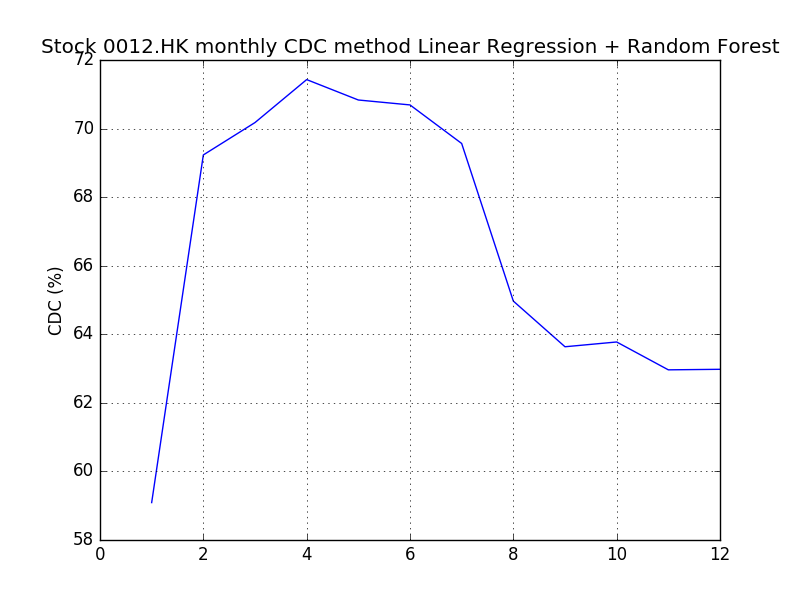 Stock 0012.HK monthly CDC method Linear Regression + Random Forest
72
70
68
66
64
62
60
58
CDC (%)
0 2 4 6 8 10 12